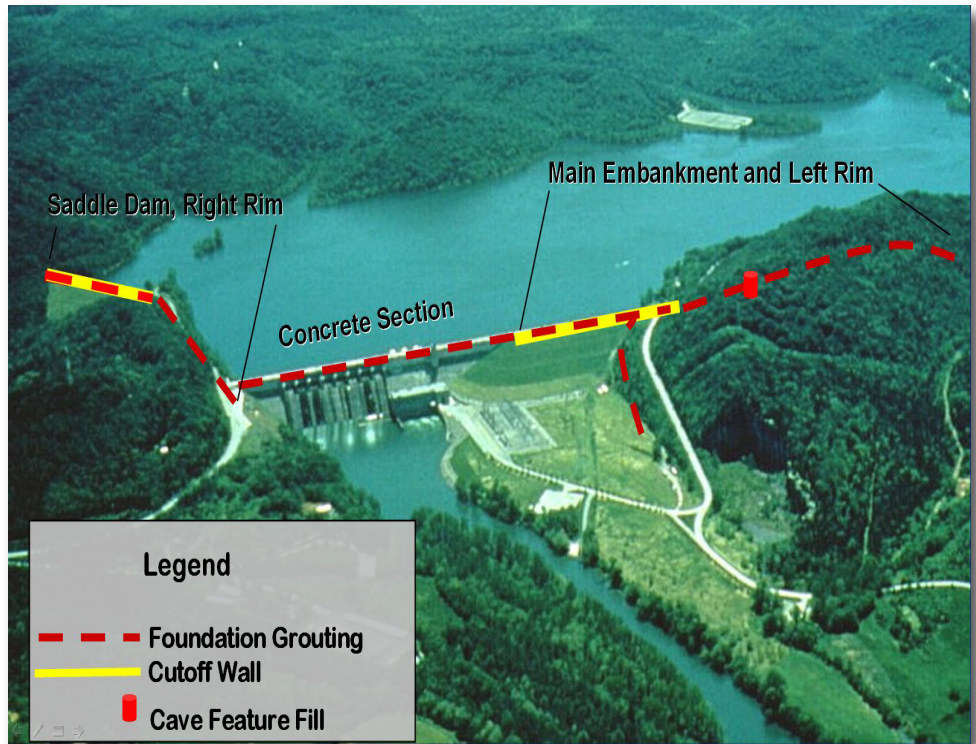 Main Embankment and Left Rim
Saddle Dam, Right Rim
Concrete Section
Legend
Foundation Grouting
Cutoff Wall
Cave Feature Fill